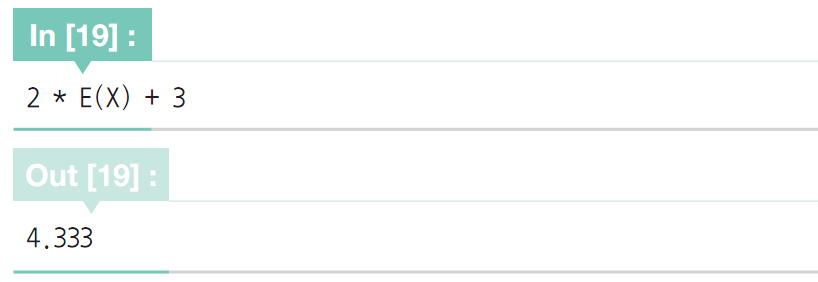 In [19] :
2 * E(X) + 3
Out [19] :
4.333